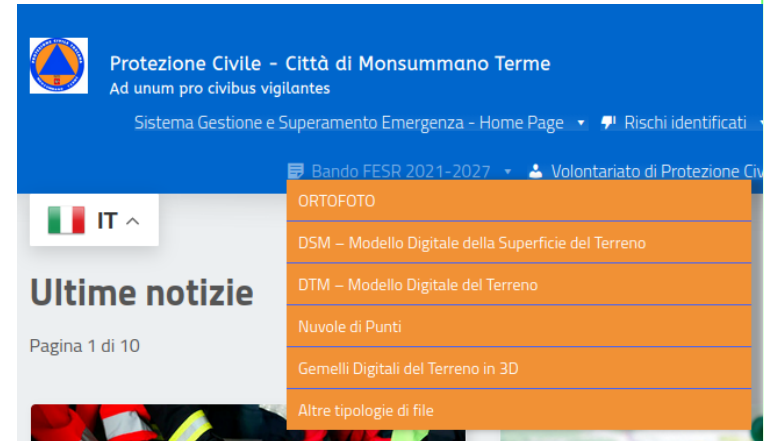 Protezione Civile - Città di Monsummano Terme
Ad unum pro civibus vigilantes
Sistema Gestione e Superamento Emergenza - Home Page
Rischi identificati
Bando FESR 2021-2027
Volontariato di Protezione Civ
IT
ORTOFOTO
DSM – Modello Digitale della Superficie del Terreno
DTM – Modello Digitale del Terreno
Nuvole di Punti
Gemelli Digitali del Terreno in 3D
Altre tipologie di file
Ultime notizie
Pagina 1 di 10